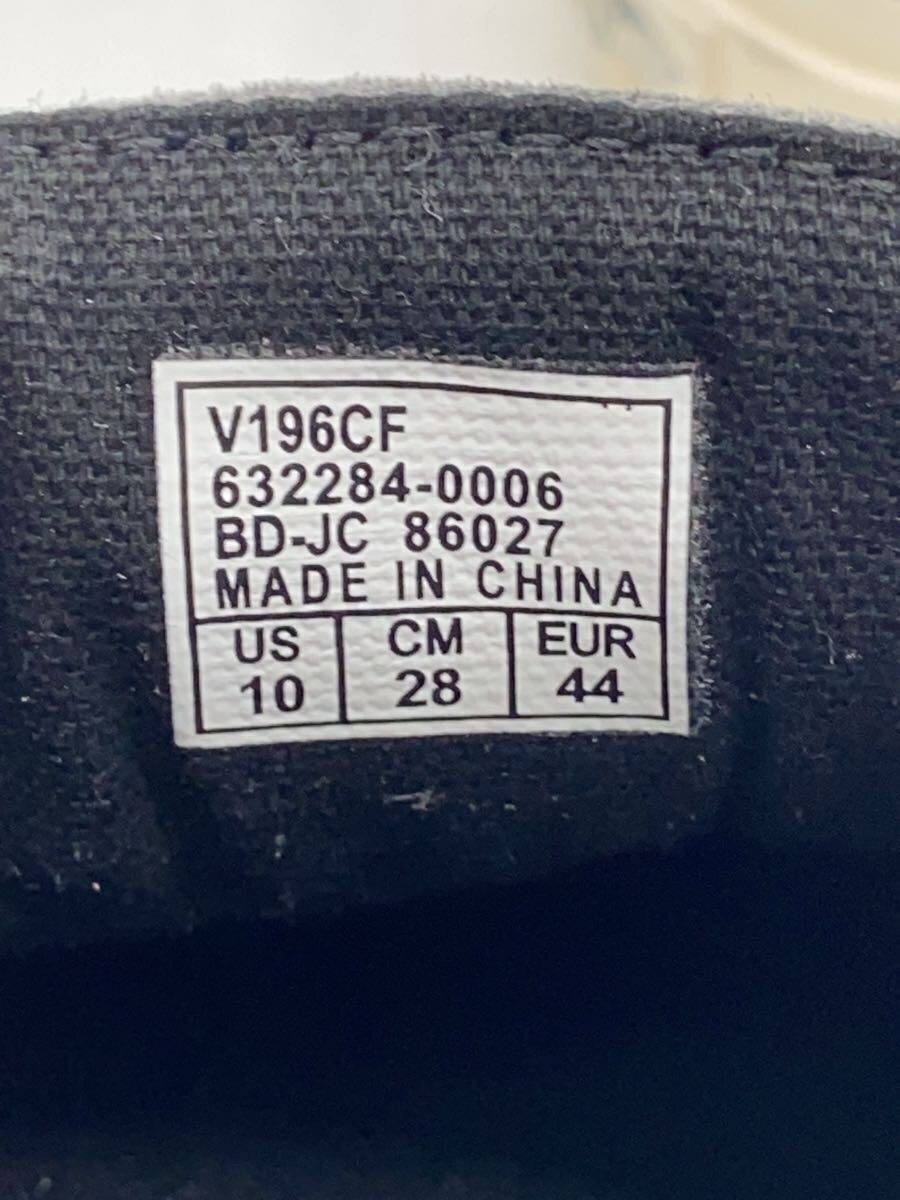 V196CF
632284-0006
BD-JC 86027
MADE IN CHINA
US CM EUR
10 28 44